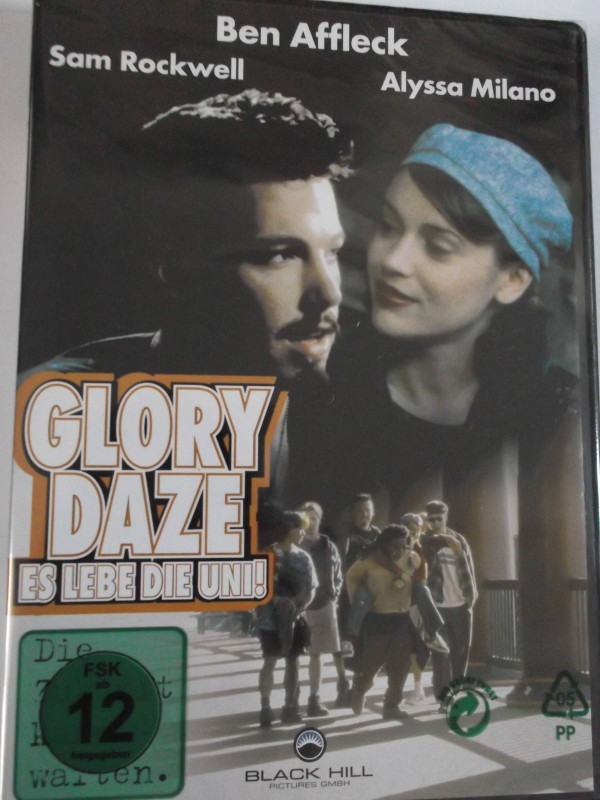 Ben Affleck
Sam Rockwell
Alyssa Milano
GLORY
DAZE
ES LEBE DIE UNI!
Die
FSK
ab
12
freigegeben
warten.
05
PP
BLACK HILL
PICTURES GMBH